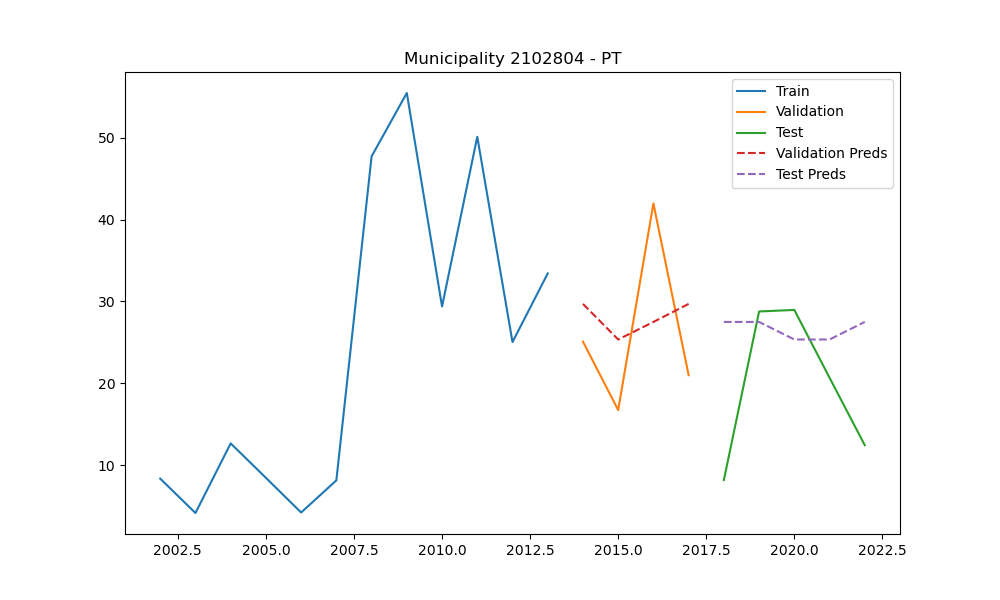 Municipality 2102804 - PT
Train
Validation
Test
Validation Preds
Test Preds
50
40
30
20
10
2002.5 2005.0 2007.5 2010.0 2012.5 2015.0 2017.5 2020.0 2022.5